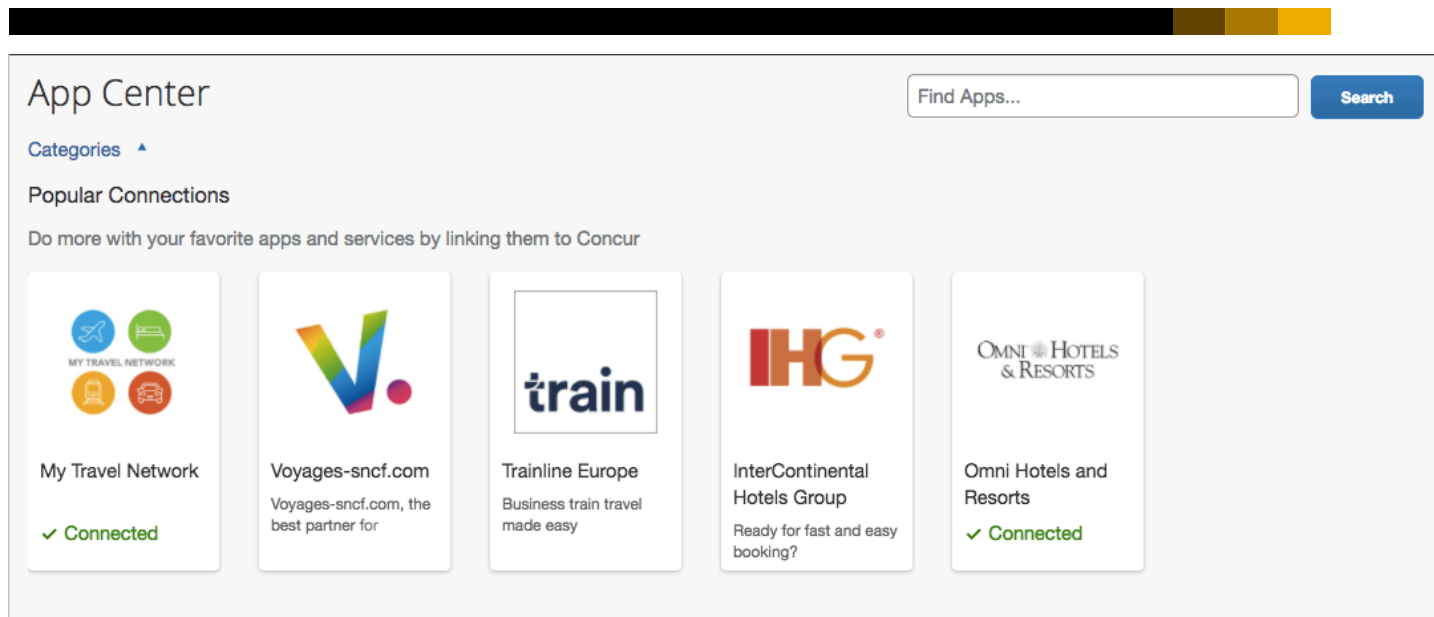 App Center
Find Apps...
Search
Categories
Popular Connections
Do more with your favorite apps and services by linking them to Concur
MY TRAVEL NETWORK
My Travel Network
Connected
V.
Voyages-sncf.com
Voyages-sncf.com, the
best partner for
train
Trainline Europe
Business train travel
made easy
IHG®
InterContinental
Hotels Group
Ready for fast and easy
booking?
OMNI HOTELS
& RESORTS
Omni Hotels and
Resorts
Connected